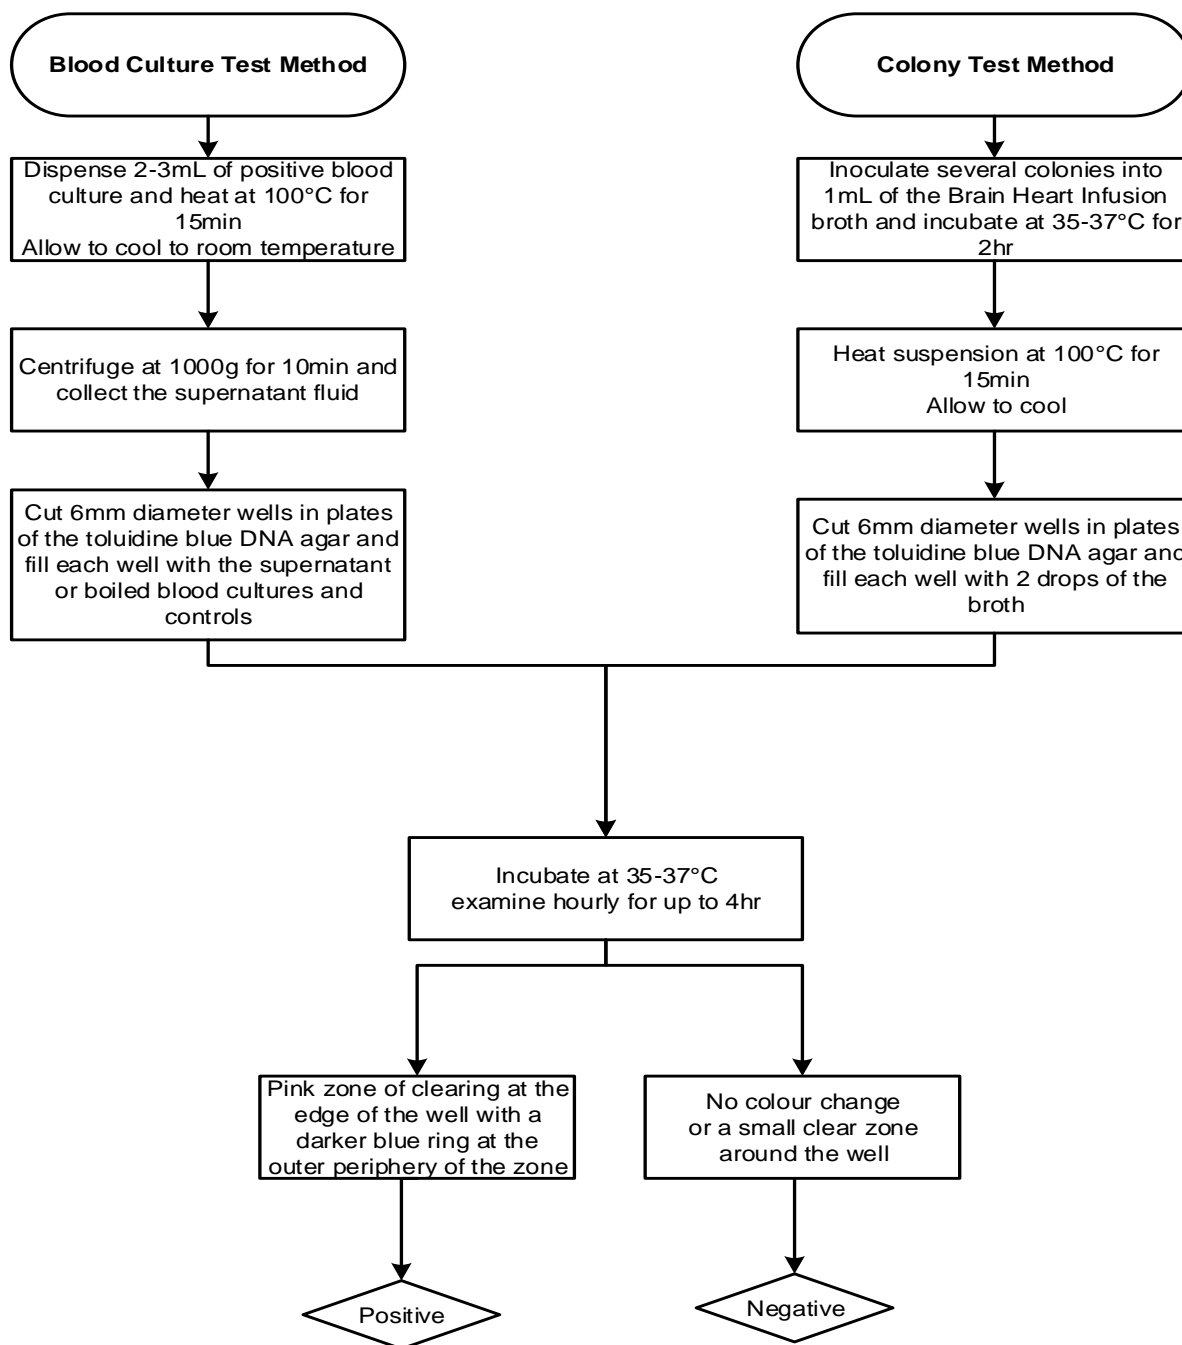 Blood Culture Test Method
Colony Test Method
Dispense 2-3mL of positive blood
culture and heat at 100°C for
15min
Allow to cool to room temperature
Inoculate several colonies into
1mL of the Brain Heart Infusion
broth and incubate at 35-37°C for
2hr
Centrifuge at 1000g for 10min and
collect the supernatant fluid
Heat suspension at 100°C for
15min
Allow to cool
Cut 6mm diameter wells in plates
of the toluidine blue DNA agar and
fill each well with the supernatant
or boiled blood cultures and
controls
Cut 6mm diameter wells in plates
of the toluidine blue DNA agar and
fill each well with 2 drops of the
broth
Incubate at 35-37°C
examine hourly for up to 4hr
Pink zone of clearing at the
edge of the well with a
darker blue ring at the
outer periphery of the zone
No colour change
or a small clear zone
around the well
Positive
Negative